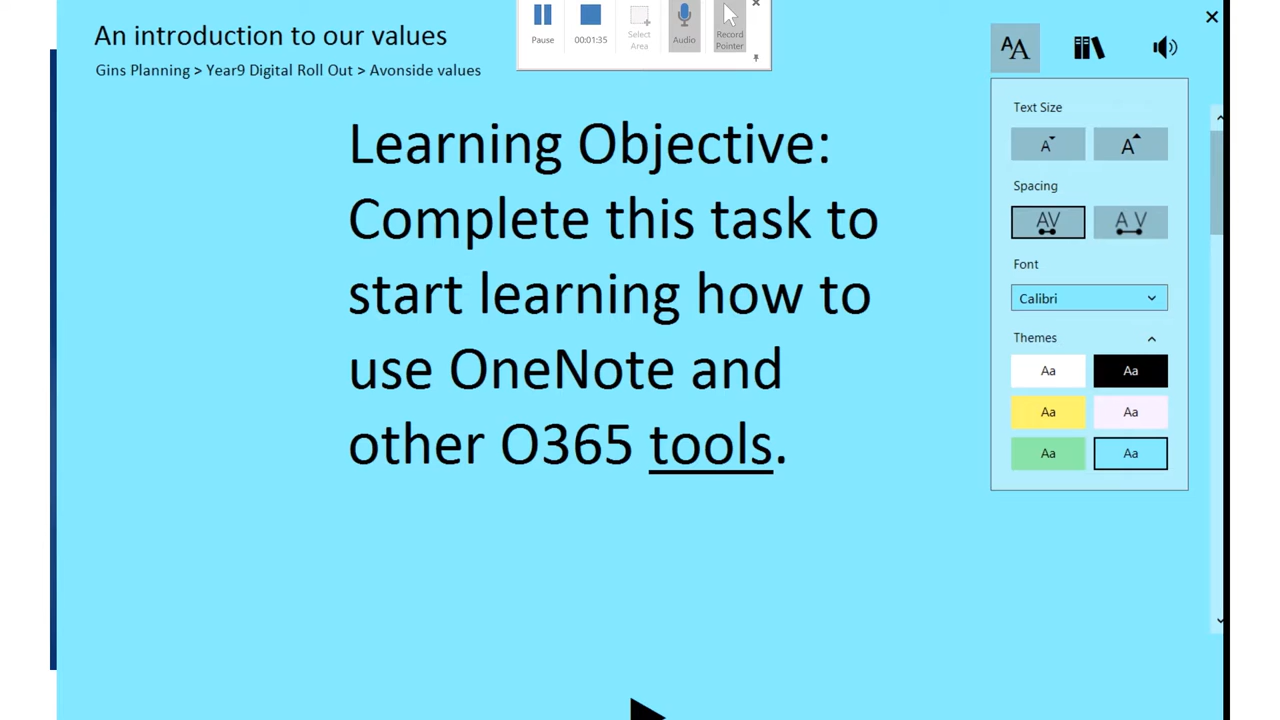 An introduction to our values
Gins Planning > Year9 Digital Roll Out > Avonside values
Pause
00:01:35
Select
Area
Audio
Record
Pointer
Learning Objective:
Complete this task to
start learning how to
use OneNote and
other O365 tools.
AA
Text Size
A
A
Spacing
AV
A V
Font
Calibri
Themes
Aa
Aa
Aa
Aa
Aa
Aa